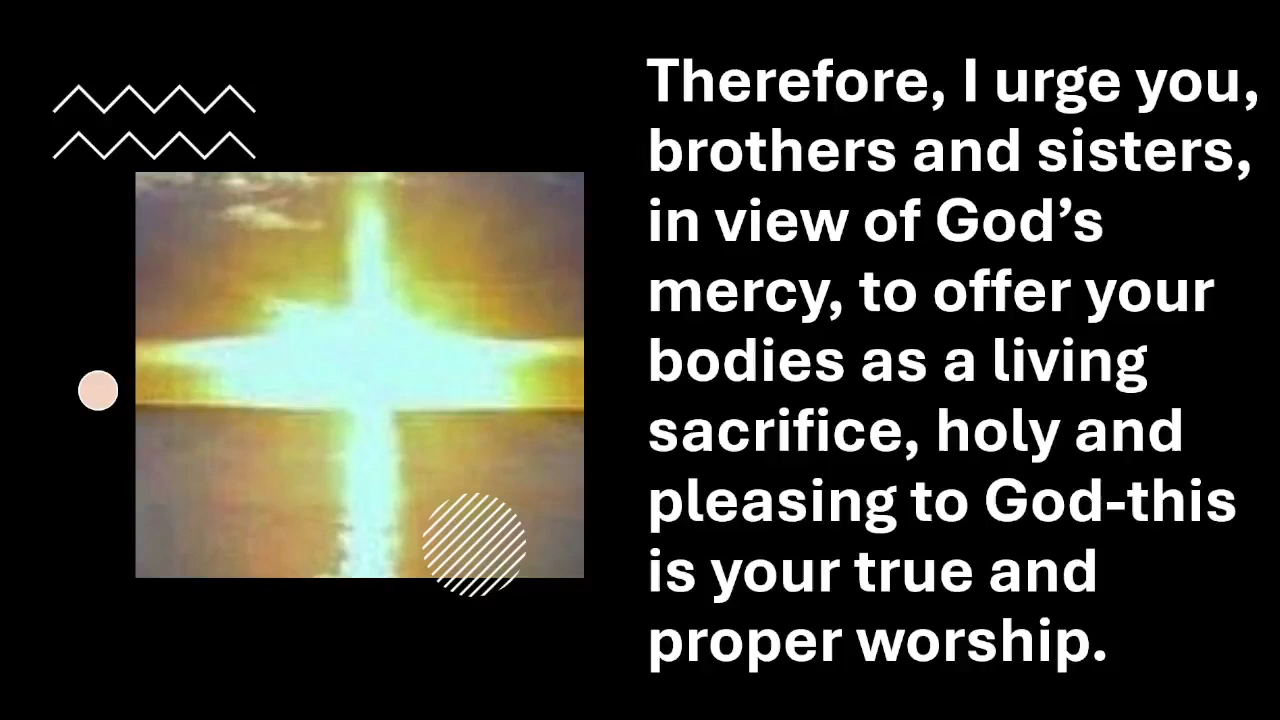 Therefore, I urge you,
brothers and sisters,
in view of God’s
mercy, to offer your
bodies as a living
sacrifice, holy and
pleasing to God-this
is your true and
proper worship.